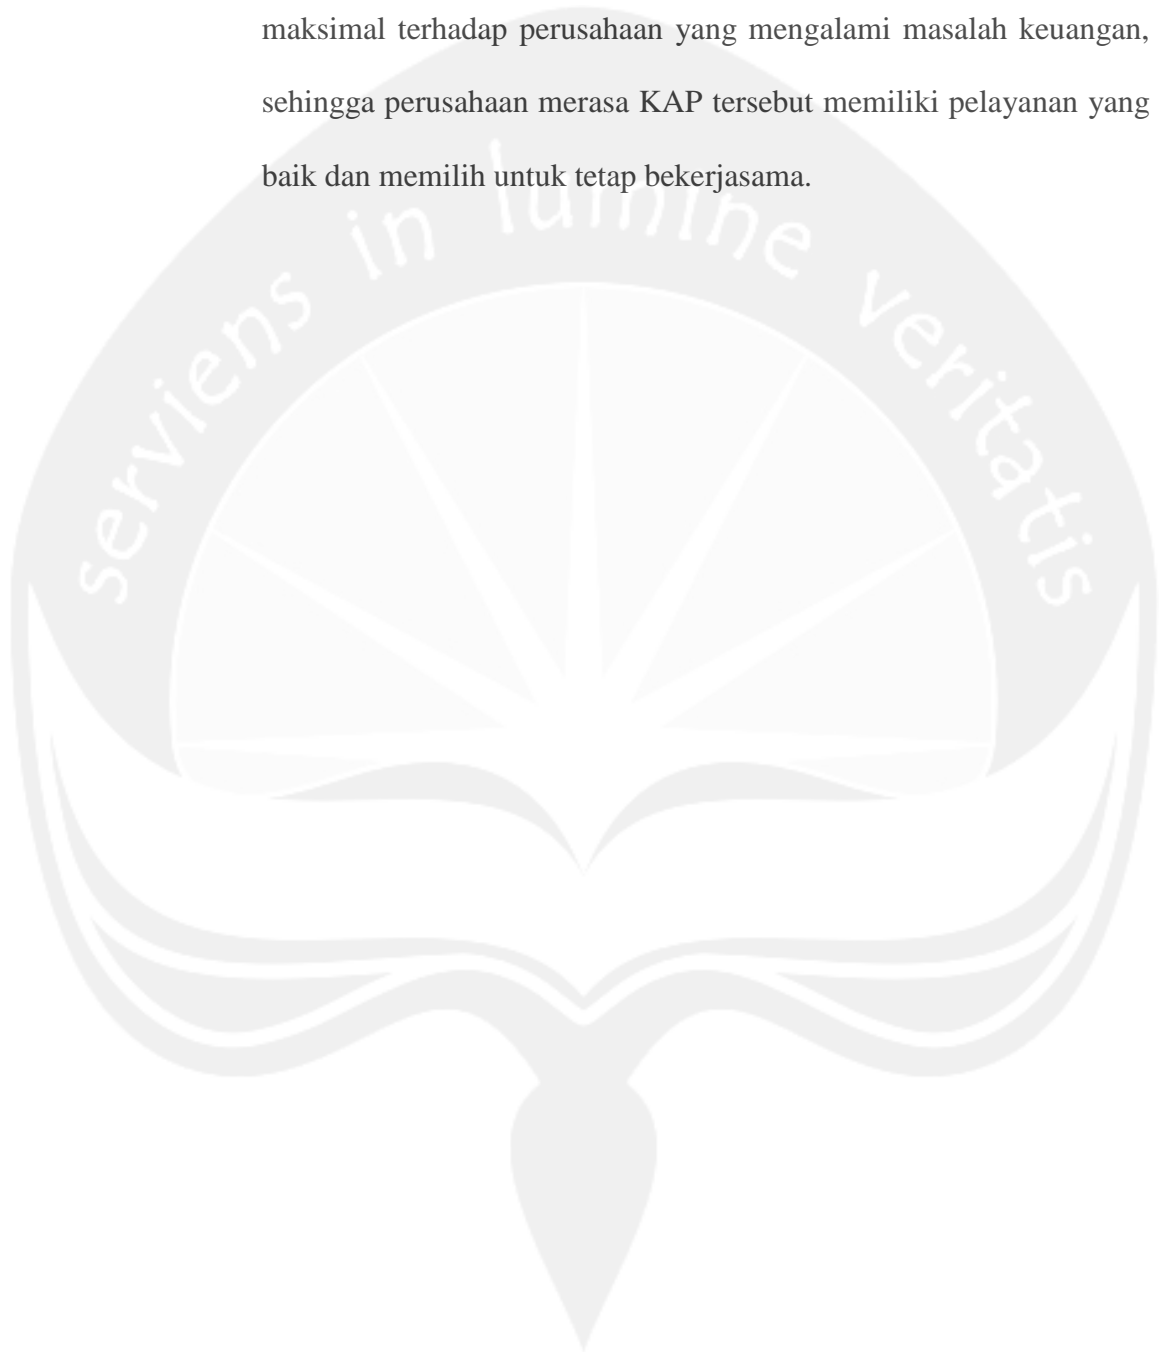 maksimal terhadap perusahaan yang mengalami masalah keuangan,
sehingga perusahaan merasa KAP tersebut memiliki pelayanan yang
baik dan memilih untuk tetap bekerjasama.
serviens in lumine veritatis